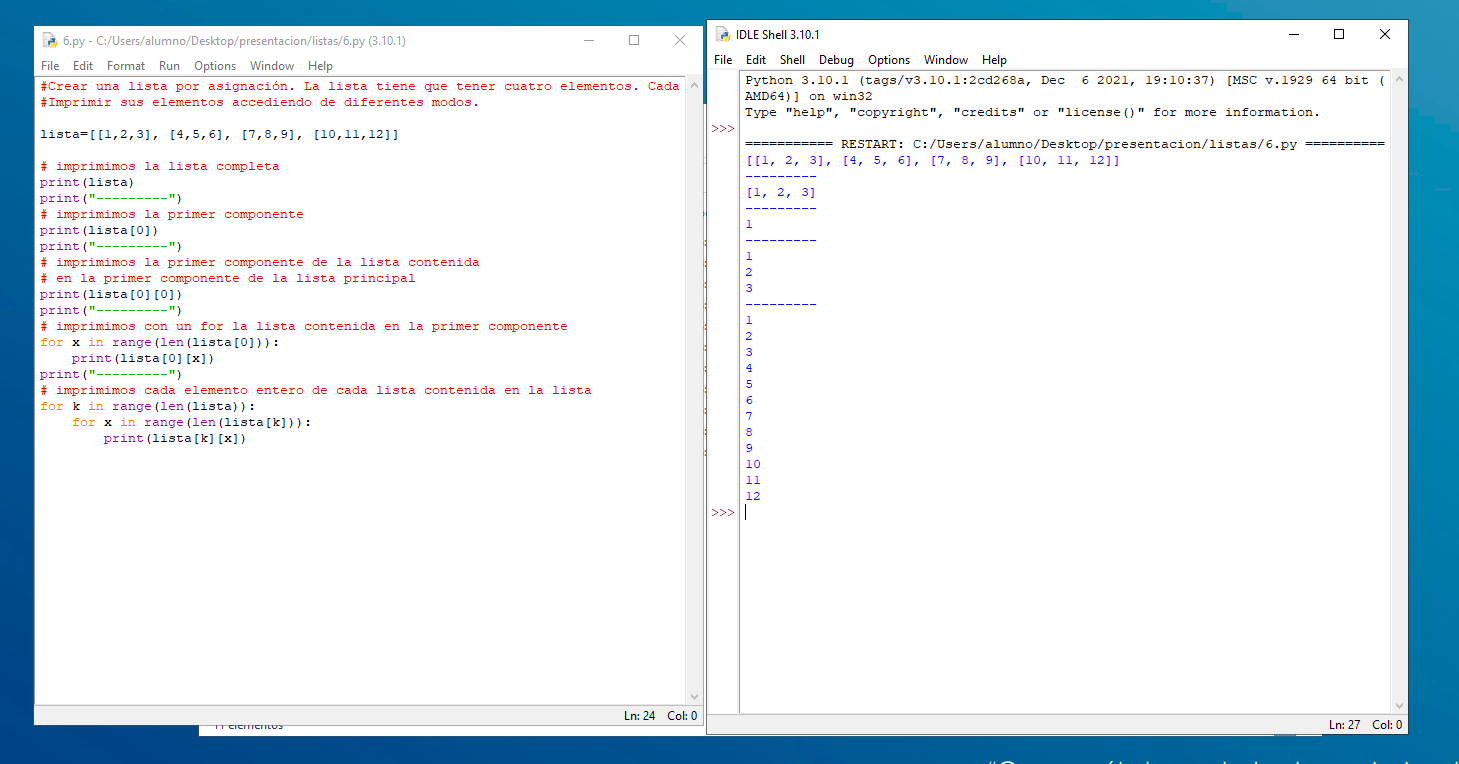 6.py - C:/Users/alumno/Desktop/presentacion/listas/6.py (3.10.1)
File Edit Format Run Options Window Help
#Crear una lista por asignación. La lista tiene que tener cuatro elementos. Cada
#Imprimir sus elementos accediendo de diferentes modos.
lista=[[1,2,3], [4,5,6], [7,8,9], [10,11,12]]
# imprimimos la lista completa
print(lista)
print("---------")
# imprimimos la primer componente
print(lista[0])
print("---------")
# imprimimos la primer componente de la lista contenida
# en la primer componente de la lista principal
print(lista[0][0])
print("---------")
# imprimimos con un for la lista contenida en la primer componente
for x in range(len(lista[0])):
    print(lista[0][x])
print("---------")
# imprimimos cada elemento entero de cada lista contenida en la lista
for k in range(len(lista)):
    for x in range(len(lista[k])):
        print(lista[k][x])
Ln: 24 Col: 0
11 elementos
IDLE Shell 3.10.1
File Edit Shell Debug Options Window Help
Python 3.10.1 (tags/v3.10.1:2cd268a, Dec  6 2021, 19:10:37) [MSC v.1929 64 bit (
AMD64)] on win32
Type "help", "copyright", "credits" or "license()" for more information.
>>>
=========== RESTART: C:/Users/alumno/Desktop/presentacion/listas/6.py ==========
[[1, 2, 3], [4, 5, 6], [7, 8, 9], [10, 11, 12]]
---------
[1, 2, 3]
---------
1
---------
1
2
3
---------
1
2
3
4
5
6
7
8
9
10
11
12
>>>
Ln: 27 Col: 0